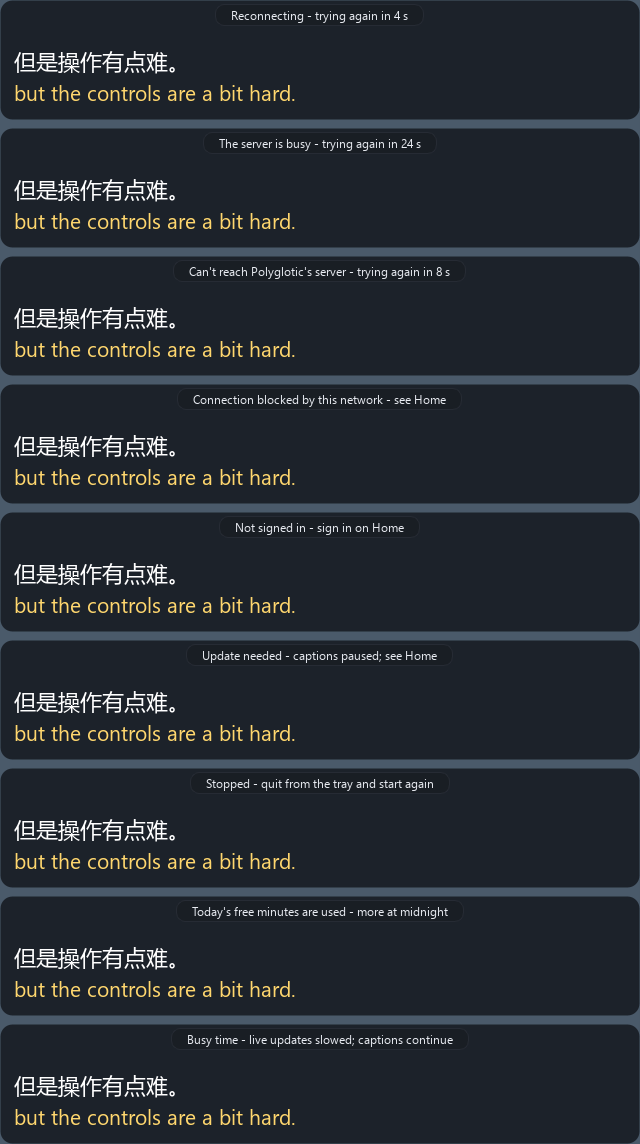 Reconnecting - trying again in 4 s
但是操作有点难。
but the controls are a bit hard.
The server is busy - trying again in 24 s
但是操作有点难。
but the controls are a bit hard.
Can't reach Polyglotic's server - trying again in 8 s
但是操作有点难。
but the controls are a bit hard.
Connection blocked by this network - see Home
但是操作有点难。
but the controls are a bit hard.
Not signed in - sign in on Home
但是操作有点难。
but the controls are a bit hard.
Update needed - captions paused; see Home
但是操作有点难。
but the controls are a bit hard.
Stopped - quit from the tray and start again
但是操作有点难。
but the controls are a bit hard.
Today's free minutes are used - more at midnight
但是操作有点难。
but the controls are a bit hard.
Busy time - live updates slowed; captions continue
但是操作有点难。
but the controls are a bit hard.